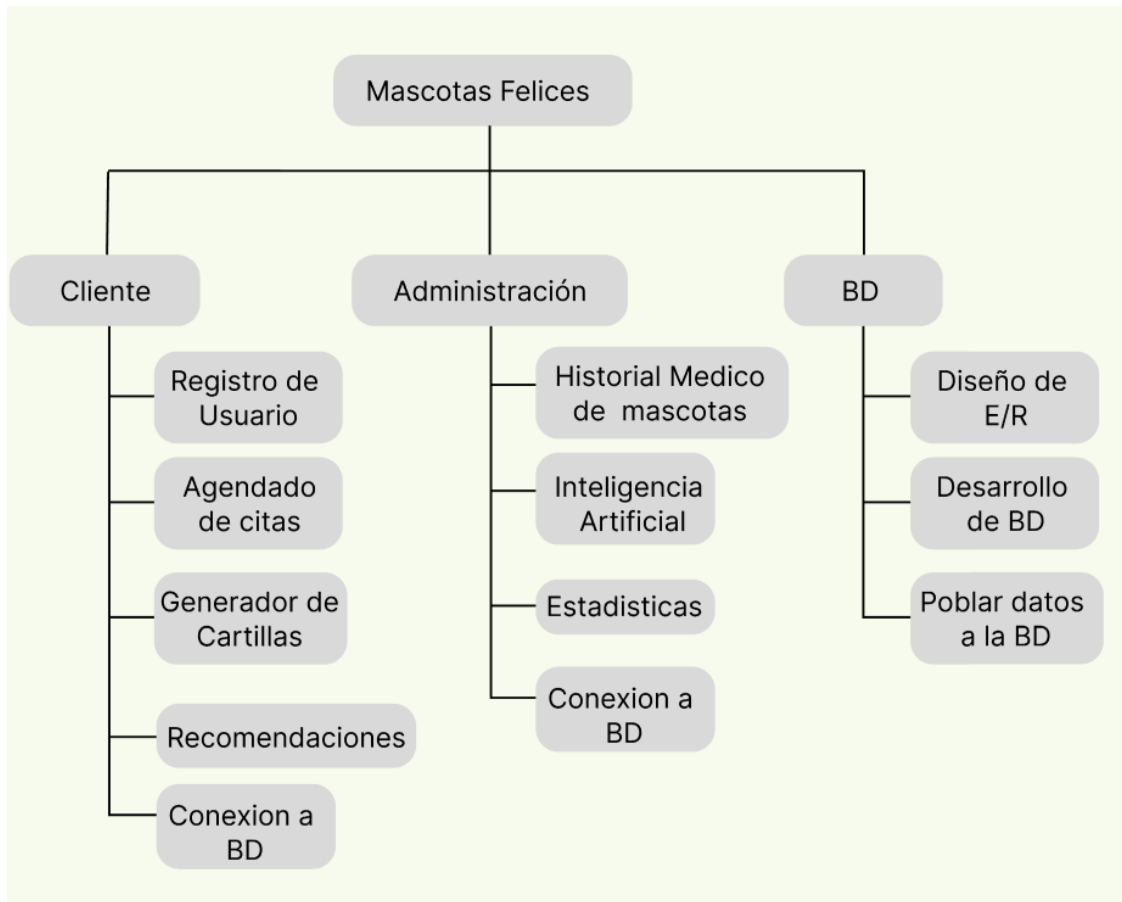 Mascotas Felices
Cliente
Registro de
Usuario
Agendado
de citas
Generador de
Cartillas
Recomendaciones
Conexion a
BD
Administración
Historial Medico
de mascotas
Inteligencia
Artificial
Estadisticas
Conexion a
BD
BD
Diseño de
E/R
Desarrollo
de BD
Poblar datos
a la BD